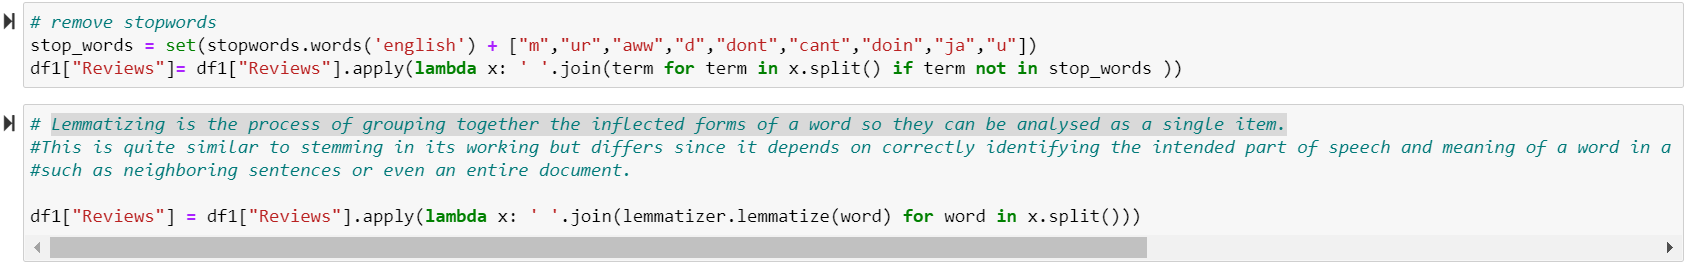 # remove stopwords
stop_words = set(stopwords.words('english') + ["m","ur","aww","d","dont","cant","doin","ja","u"])
df1["Reviews"]= df1["Reviews"].apply(lambda x: ' '.join(term for term in x.split() if term not in stop_words ))
# Lemmatizing is the process of grouping together the inflected forms of a word so they can be analysed as a single item.
#This is quite similar to stemming in its working but differs since it depends on correctly identifying the intended part of speech and meaning of a word in a
#such as neighboring sentences or even an entire document.
df1["Reviews"] = df1["Reviews"].apply(lambda x: ' '.join(lemmatizer.lemmatize(word) for word in x.split()))